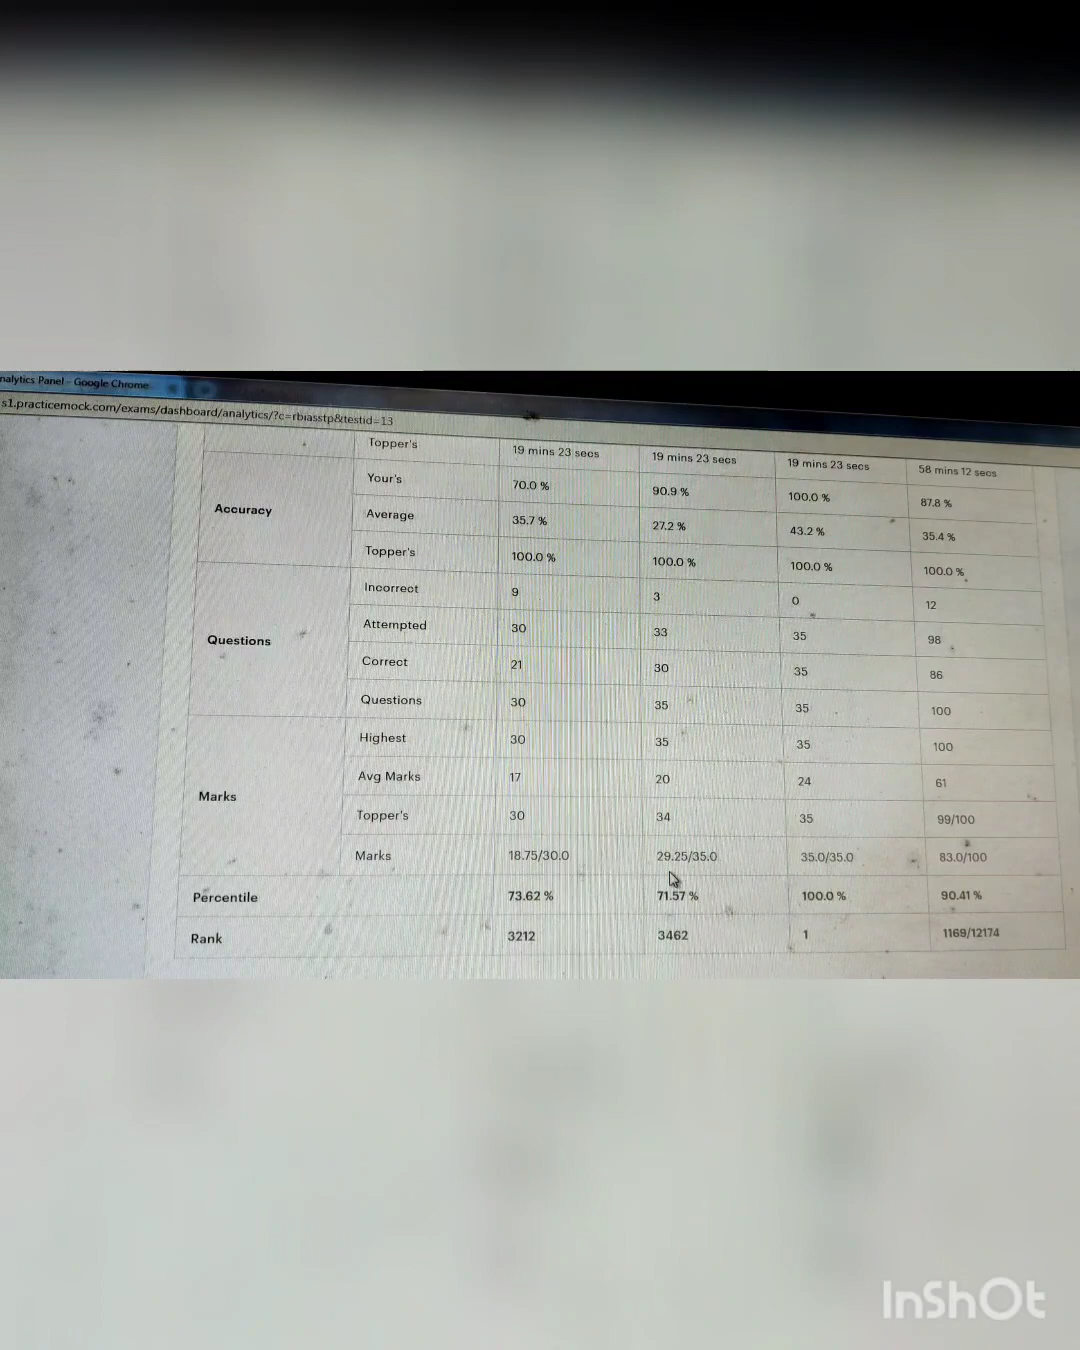 nalytics Panel - Google Chrome
s1.practicemock.com/exams/dashboard/analytics/?c=rbiasstp&testid=13
Topper's 19 mins 23 secs 19 mins 23 secs 19 mins 23 secs 58 mins 12 secs
Accuracy
Your's 70.0 % 90.9 % 100.0 % 87.8 %
Average 35.7 % 27.2 % 43.2 % 35.4 %
Topper's 100.0 % 100.0 % 100.0 % 100.0 %
Questions
Incorrect 9 3 0 12
Attempted 30 33 35 98
Correct 21 30 35 86
Questions 30 35 35 100
Marks
Highest 30 35 35 100
Avg Marks 17 20 24 61
Topper's 30 34 35 99/100
Marks 18.75/30.0 29.25/35.0 35.0/35.0 83.0/100
Percentile 73.62 % 71.57 % 100.0 % 90.41 %
Rank 3212 3462 1 1169/12174
InShOt